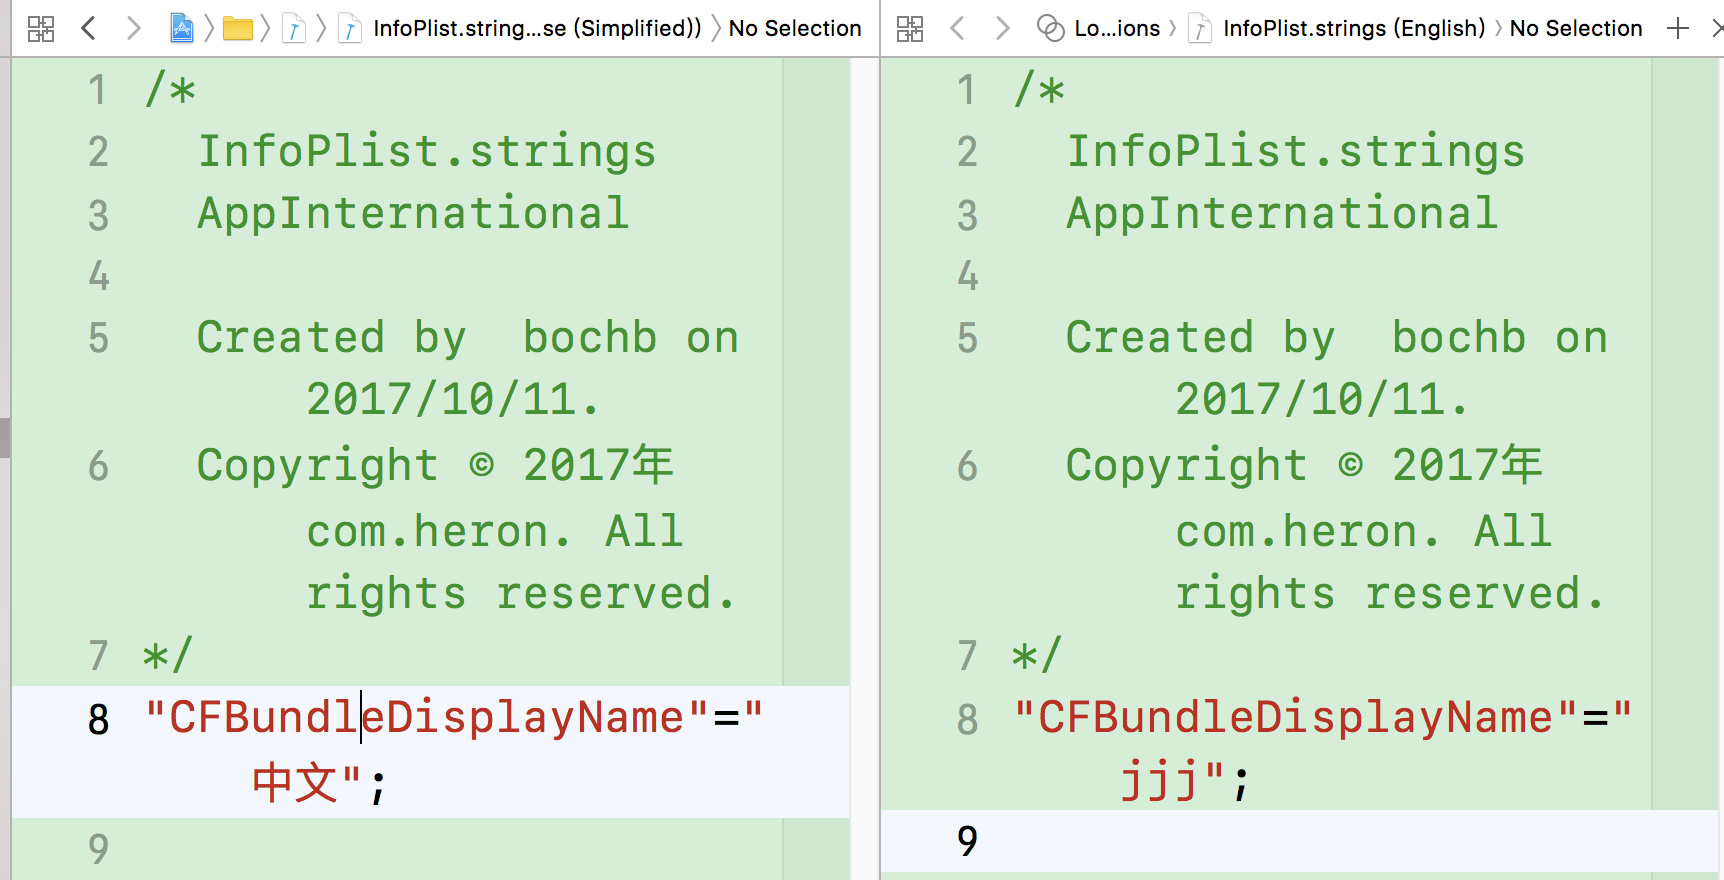 InfoPlist.string...se (Simplified)) No Selection
1 /*
2 InfoPlist.strings
3 AppInternational
4
5 Created by  bochb on
2017/10/11.
6 Copyright © 2017年
com.heron. All
rights reserved.
7 */
8 "CFBundleDisplayName"="
中文";
9
Lo...ions InfoPlist.strings (English) No Selection
1 /*
2 InfoPlist.strings
3 AppInternational
4
5 Created by  bochb on
2017/10/11.
6 Copyright © 2017年
com.heron. All
rights reserved.
7 */
8 "CFBundleDisplayName"="
jjj";
9